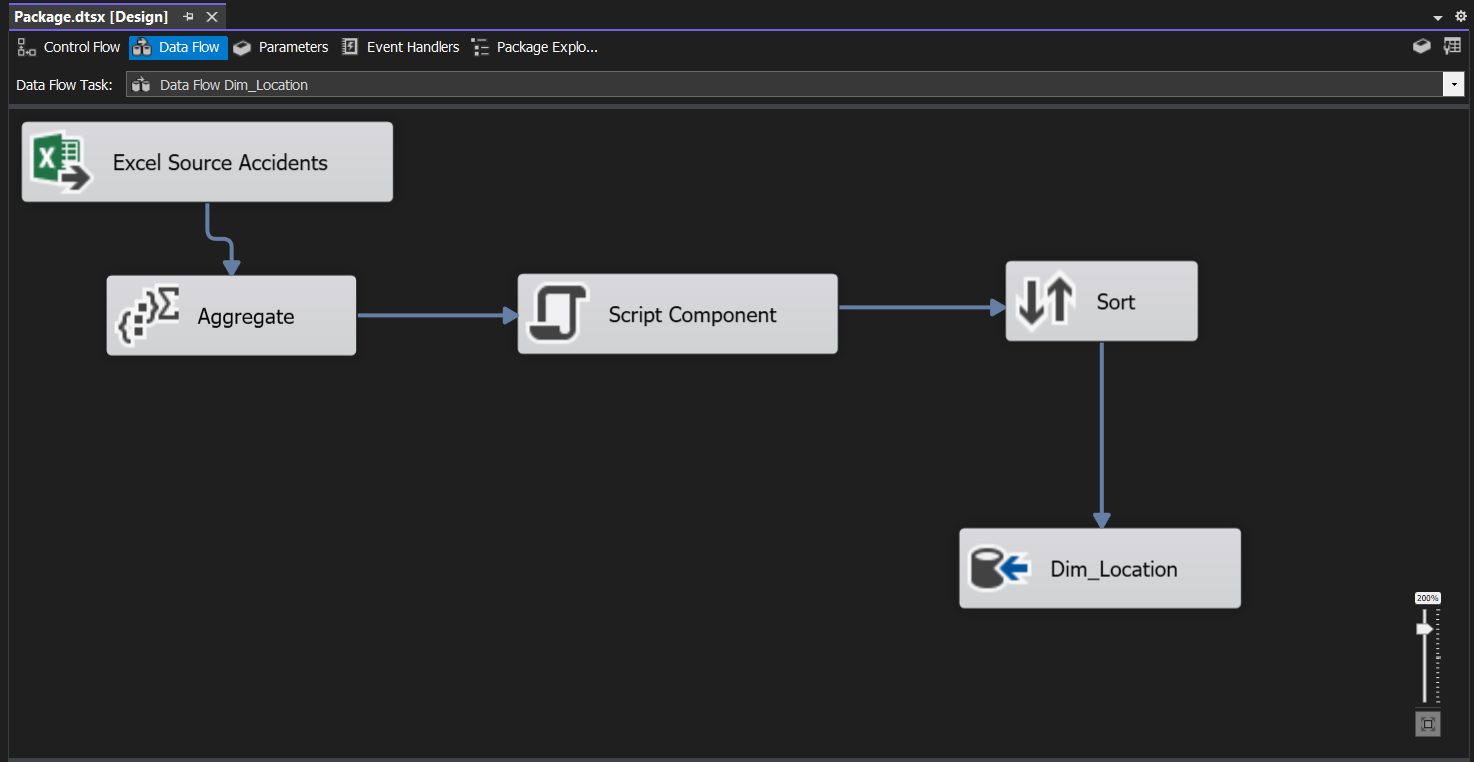 Package.dtsx [Design]
Control Flow Data Flow Parameters Event Handlers Package Explo...
Data Flow Task: Data Flow Dim_Location
Excel Source Accidents
Aggregate
Script Component
Sort
Dim_Location
200%